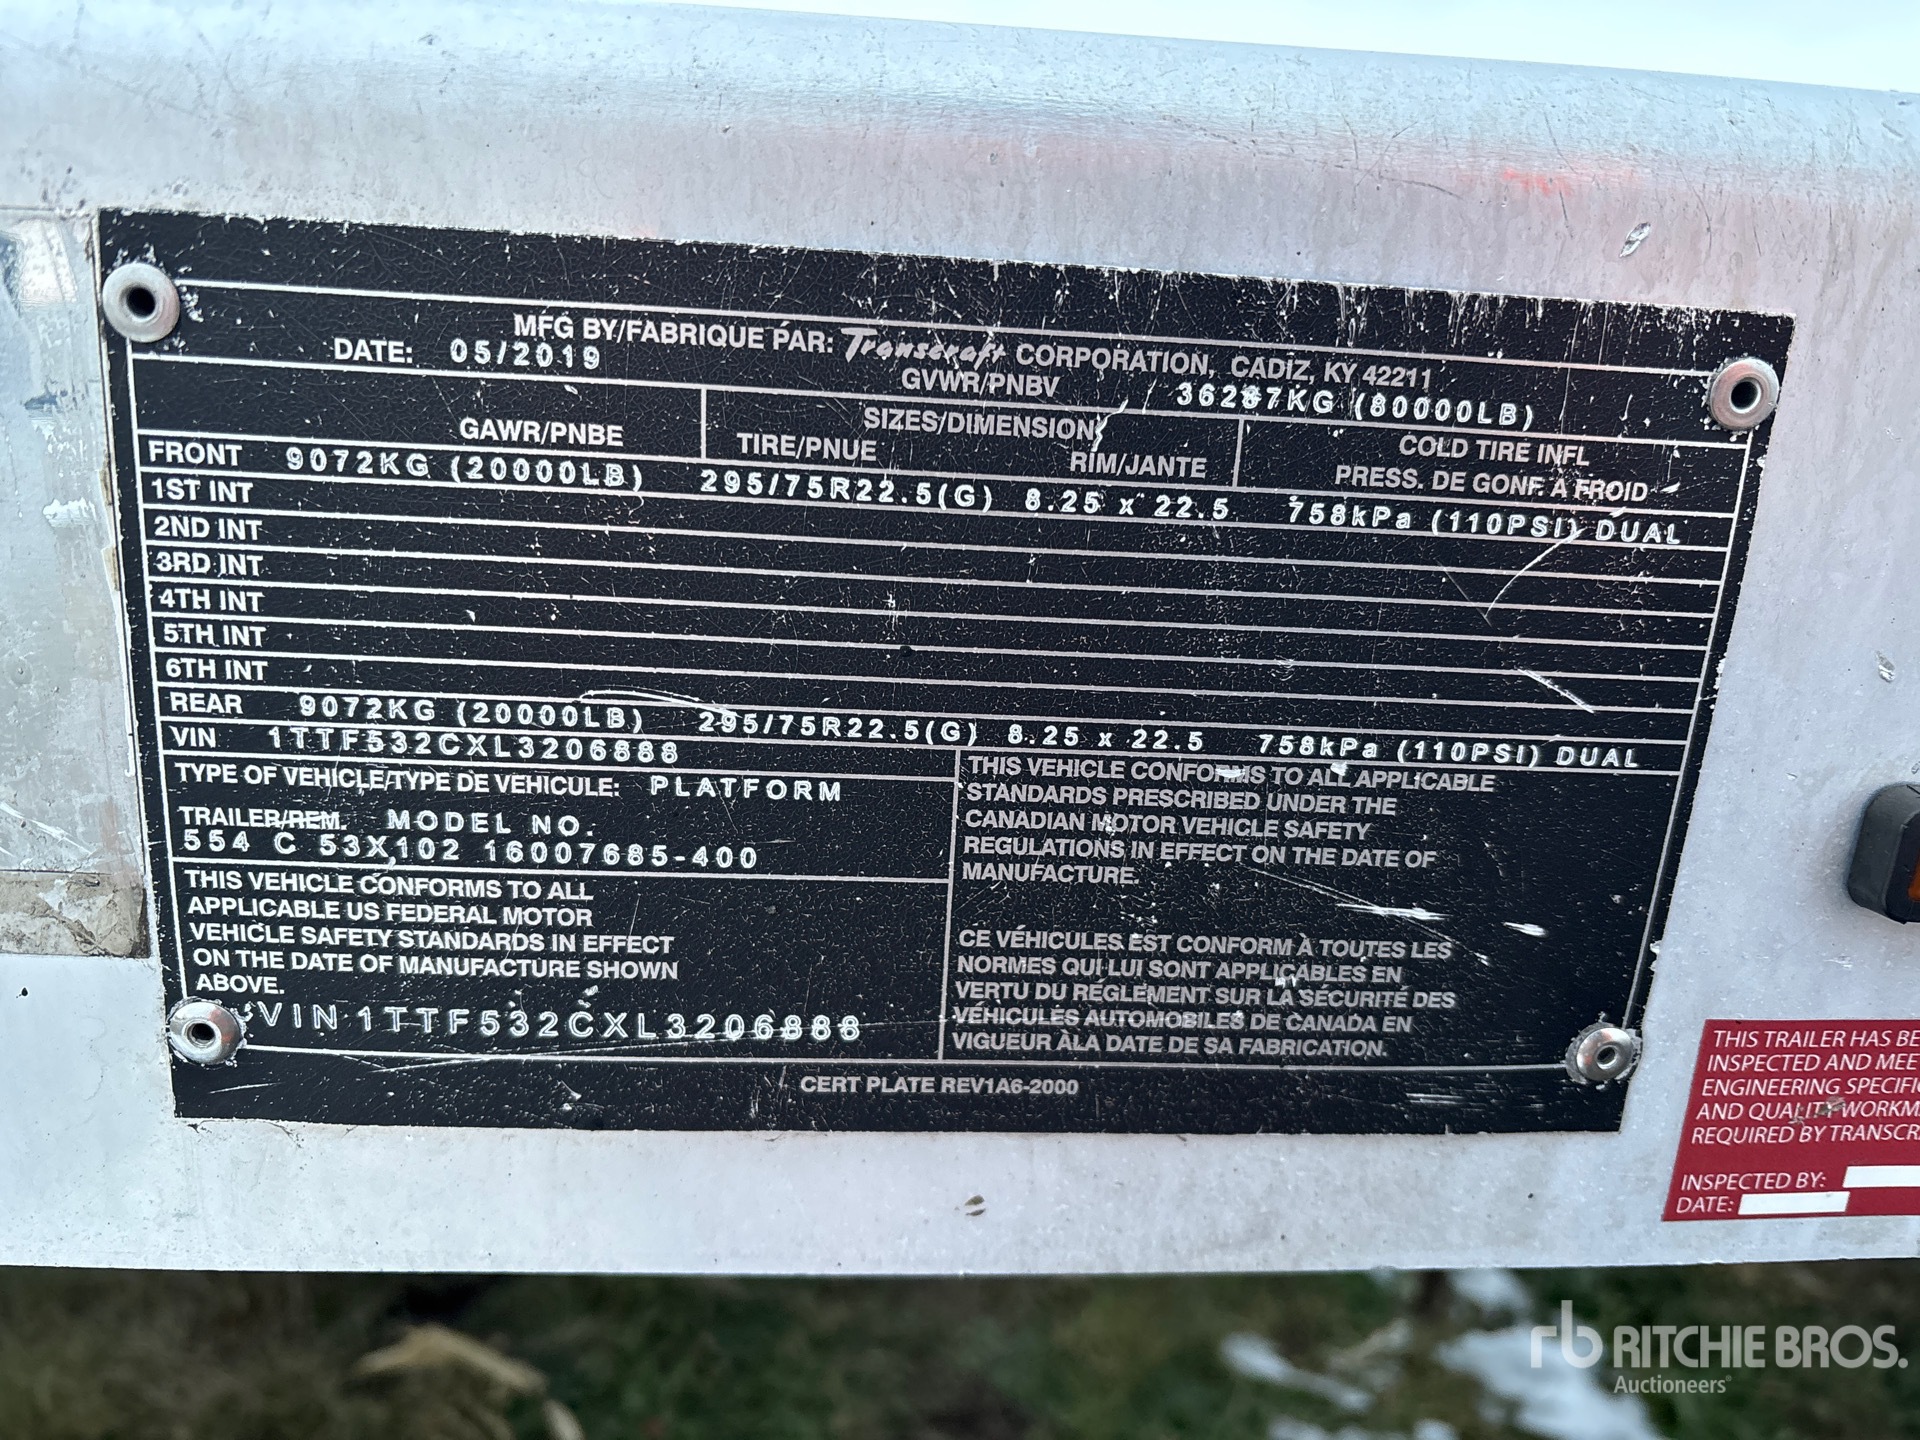 MFG BY/FABRIQUE PAR: Transcraft CORPORATION, CADIZ, KY 42211
DATE: 05/2019 GVWR/PNBV 36287KG (80000LB)
GAWR/PNBE SIZES/DIMENSION COLD TIRE INFL
TIRE/PNUE RIM/JANTE PRESS. DE GONF. A FROID
FRONT 9072KG (20000LB) 295/75R22.5(G) 8.25 x 22.5 758kPa (110PSI) DUAL
1ST INT
2ND INT
3RD INT
4TH INT
5TH INT
6TH INT
REAR 9072KG (20000LB) 295/75R22.5(G) 8.25 x 22.5 758kPa (110PSI) DUAL
VIN 1TTF532CXL3206888
TYPE OF VEHICLE/TYPE DE VEHICULE: PLATFORM
TRAILER/REM. MODEL NO.
554 C 53X102 16007685-400
THIS VEHICLE CONFORMS TO ALL
APPLICABLE US FEDERAL MOTOR
VEHICLE SAFETY STANDARDS IN EFFECT
ON THE DATE OF MANUFACTURE SHOWN
ABOVE.
VIN 1TTF532CXL3206888
THIS VEHICLE CONFORMS TO ALL APPLICABLE
STANDARDS PRESCRIBED UNDER THE
CANADIAN MOTOR VEHICLE SAFETY
REGULATIONS IN EFFECT ON THE DATE OF
MANUFACTURE.
CE VÉHICULES EST CONFORM À TOUTES LES
NORMES QUI LUI SONT APPLICABLES EN
VERTU DU RÉGLEMENT SUR LA SÉCURITÉ DES
VÉHICULES AUTOMOBILES DE CANADA EN
VIGUEUR ÀLA DATE DE SA FABRICATION.
CERT PLATE REV1A6-2000
THIS TRAILER HAS BE
INSPECTED AND MEE
ENGINEERING SPECIFI
AND QUALITY WORKM
REQUIRED BY TRANSCR
INSPECTED BY:
DATE:
rb RITCHIE BROS.
Auctioneers